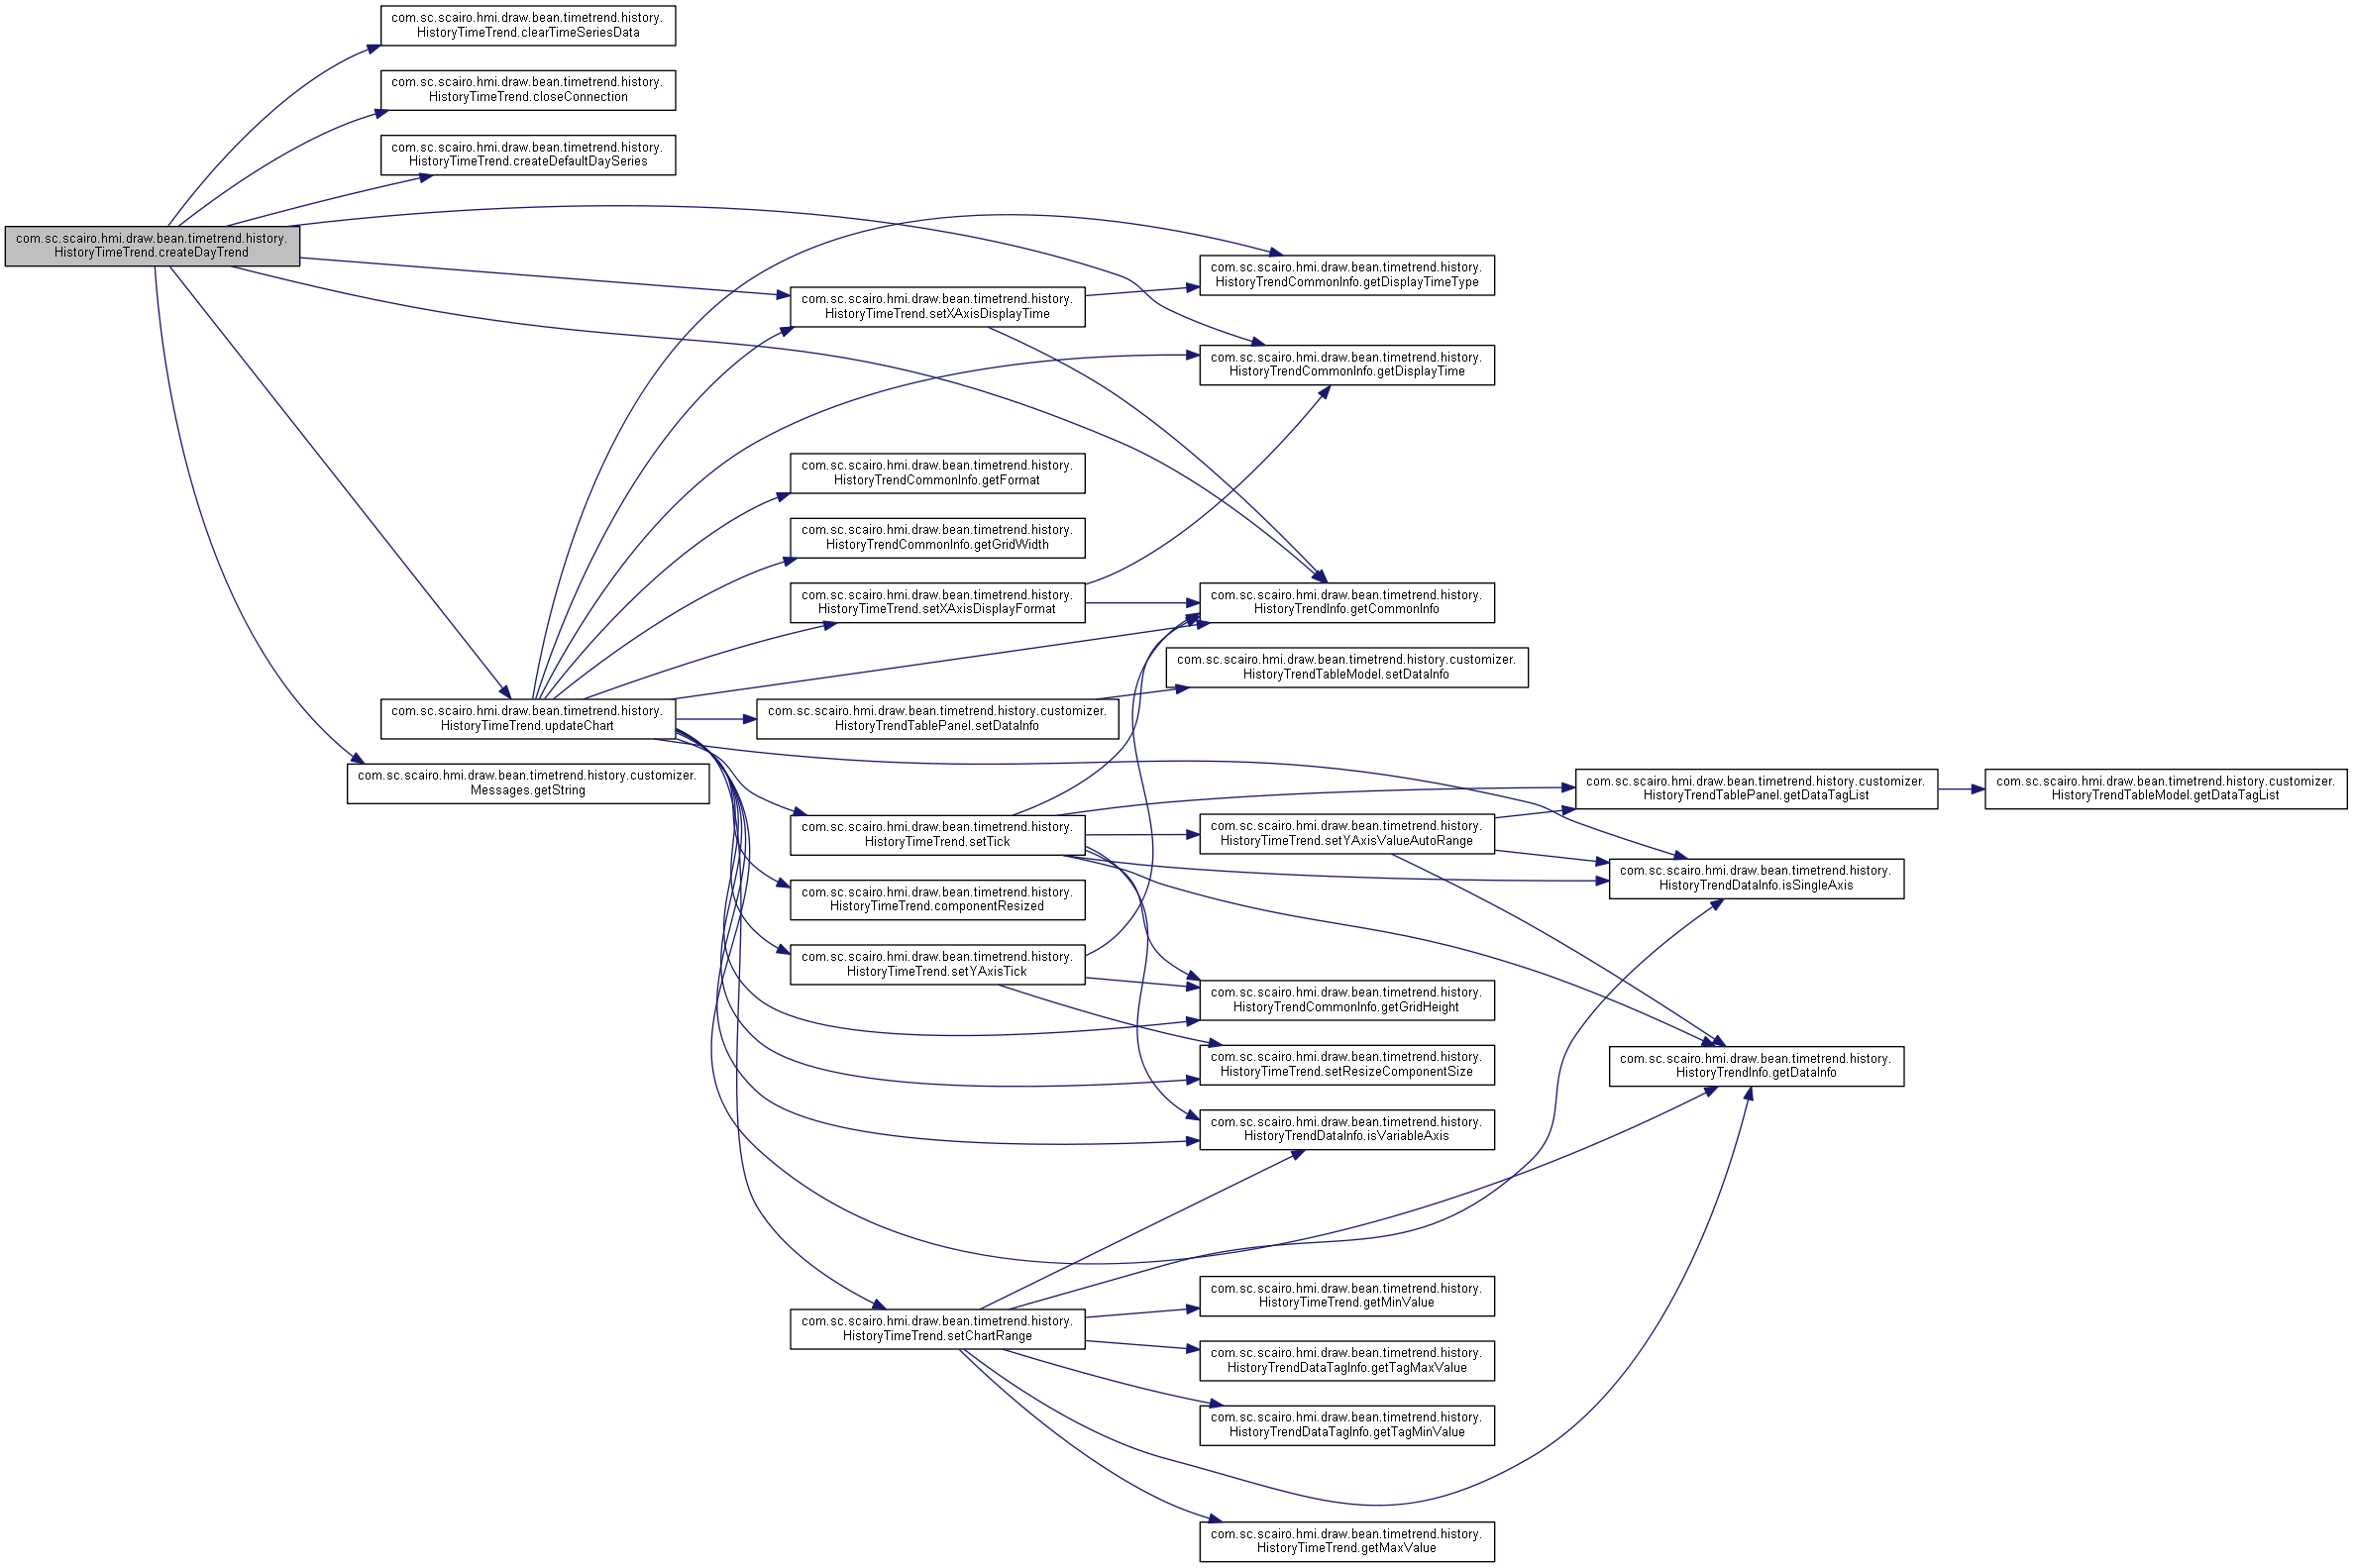 com.sc.scairo.hmi.draw.bean.timetrend.history.
HistoryTimeTrend.clearTimeSeriesData
com.sc.scairo.hmi.draw.bean.timetrend.history.
HistoryTimeTrend.closeConnection
com.sc.scairo.hmi.draw.bean.timetrend.history.
HistoryTimeTrend.createDefaultDaySeries
com.sc.scairo.hmi.draw.bean.timetrend.history.
HistoryTimeTrend.createDayTrend
com.sc.scairo.hmi.draw.bean.timetrend.history.
HistoryTrendCommonInfo.getDisplayTimeType
com.sc.scairo.hmi.draw.bean.timetrend.history.
HistoryTimeTrend.setXAxisDisplayTime
com.sc.scairo.hmi.draw.bean.timetrend.history.
HistoryTrendCommonInfo.getDisplayTime
com.sc.scairo.hmi.draw.bean.timetrend.history.
HistoryTrendCommonInfo.getFormat
com.sc.scairo.hmi.draw.bean.timetrend.history.
HistoryTrendCommonInfo.getGridWidth
com.sc.scairo.hmi.draw.bean.timetrend.history.
HistoryTimeTrend.setXAxisDisplayFormat
com.sc.scairo.hmi.draw.bean.timetrend.history.
HistoryTrendInfo.getCommonInfo
com.sc.scairo.hmi.draw.bean.timetrend.history.customizer.
HistoryTrendTableModel.setDataInfo
com.sc.scairo.hmi.draw.bean.timetrend.history.
HistoryTimeTrend.updateChart
com.sc.scairo.hmi.draw.bean.timetrend.history.customizer.
HistoryTrendTablePanel.setDataInfo
com.sc.scairo.hmi.draw.bean.timetrend.history.customizer.
Messages.getString
com.sc.scairo.hmi.draw.bean.timetrend.history.customizer.
HistoryTrendTablePanel.getDataTagList
com.sc.scairo.hmi.draw.bean.timetrend.history.customizer.
HistoryTrendTableModel.getDataTagList
com.sc.scairo.hmi.draw.bean.timetrend.history.
HistoryTimeTrend.setTick
com.sc.scairo.hmi.draw.bean.timetrend.history.
HistoryTimeTrend.setYAxisValueAutoRange
com.sc.scairo.hmi.draw.bean.timetrend.history.
HistoryTrendDataInfo.isSingleAxis
com.sc.scairo.hmi.draw.bean.timetrend.history.
HistoryTimeTrend.componentResized
com.sc.scairo.hmi.draw.bean.timetrend.history.
HistoryTimeTrend.setYAxisTick
com.sc.scairo.hmi.draw.bean.timetrend.history.
HistoryTrendCommonInfo.getGridHeight
com.sc.scairo.hmi.draw.bean.timetrend.history.
HistoryTimeTrend.setResizeComponentSize
com.sc.scairo.hmi.draw.bean.timetrend.history.
HistoryTrendInfo.getDataInfo
com.sc.scairo.hmi.draw.bean.timetrend.history.
HistoryTrendDataInfo.isVariableAxis
com.sc.scairo.hmi.draw.bean.timetrend.history.
HistoryTimeTrend.getMinValue
com.sc.scairo.hmi.draw.bean.timetrend.history.
HistoryTimeTrend.setChartRange
com.sc.scairo.hmi.draw.bean.timetrend.history.
HistoryTrendDataTagInfo.getTagMaxValue
com.sc.scairo.hmi.draw.bean.timetrend.history.
HistoryTrendDataTagInfo.getTagMinValue
com.sc.scairo.hmi.draw.bean.timetrend.history.
HistoryTimeTrend.getMaxValue